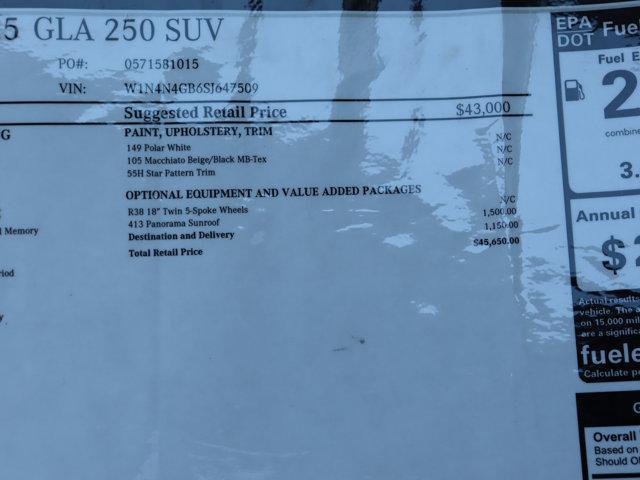 5 GLA 250 SUV
PO#: 0571581015
VIN: W1N4N4GB6SJ647509
Suggested Retail Price $43,000
G PAINT, UPHOLSTERY, TRIM
149 Polar White N/C
105 Macchiato Beige/Black MB-Tex N/C
55H Star Pattern Trim N/C
OPTIONAL EQUIPMENT AND VALUE ADDED PACKAGES
R38 18" Twin 5-Spoke Wheels N/C
l Memory 413 Panorama Sunroof 1,500.00
Destination and Delivery 1,150.00
Total Retail Price $45,650.00
riod
y
EPA
DOT Fue
Fuel E
2
combine
3.
Annual
$2
Actual results
vehicle. The a
on 15,000 mil
are a significa
fuele
Calculate pe
G
Overall
Based on
Should O